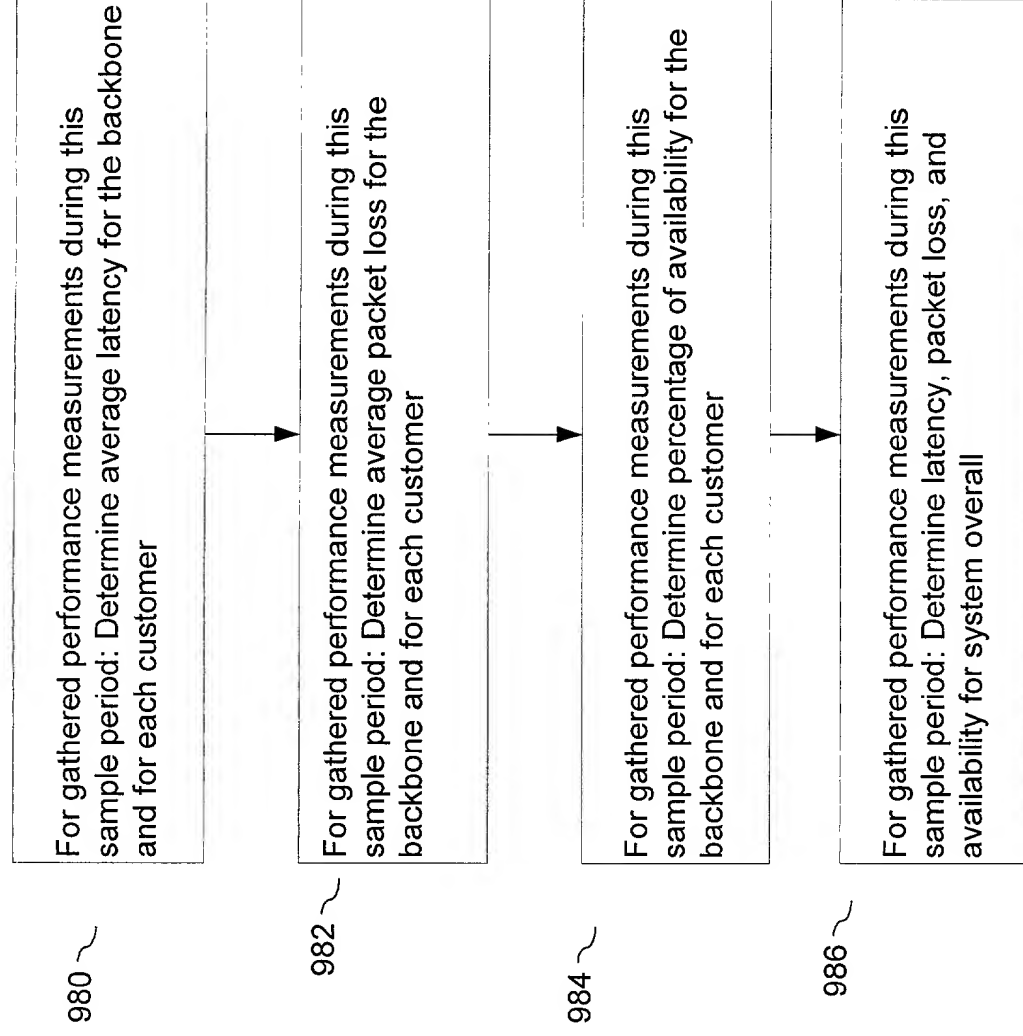 980
For gathered performance measurements during this
sample period: Determine average latency for the backbone
and for each customer
982
For gathered performance measurements during this
sample period: Determine average packet loss for the
backbone and for each customer
984
For gathered performance measurements during this
sample period: Determine percentage of availability for the
backbone and for each customer
986
For gathered performance measurements during this
sample period: Determine latency, packet loss, and
availability for system overall